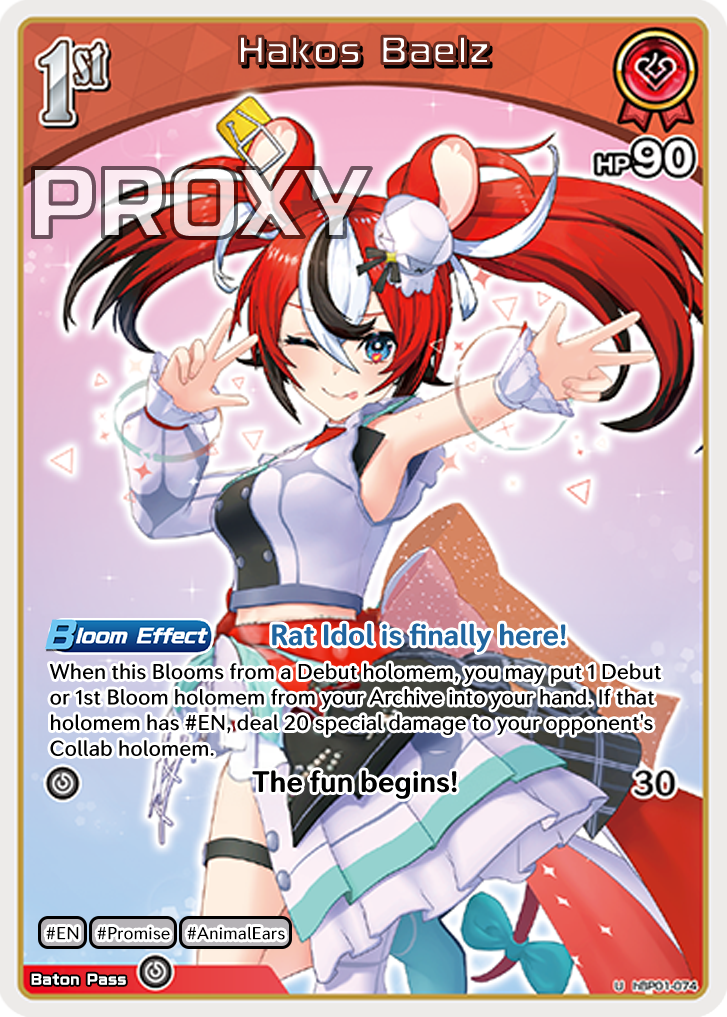 1st
Hakos Baelz
HP90
PROXY
Bloom Effect Rat Idol is finally here!
When this Blooms from a Debut holomem, you may put 1 Debut
or 1st Bloom holomem from your Archive into your hand. If that
holomem has #EN, deal 20 special damage to your opponent's
Collab holomem.
The fun begins! 30
#EN #Promise #AnimalEars
Baton Pass
U hBP01-074